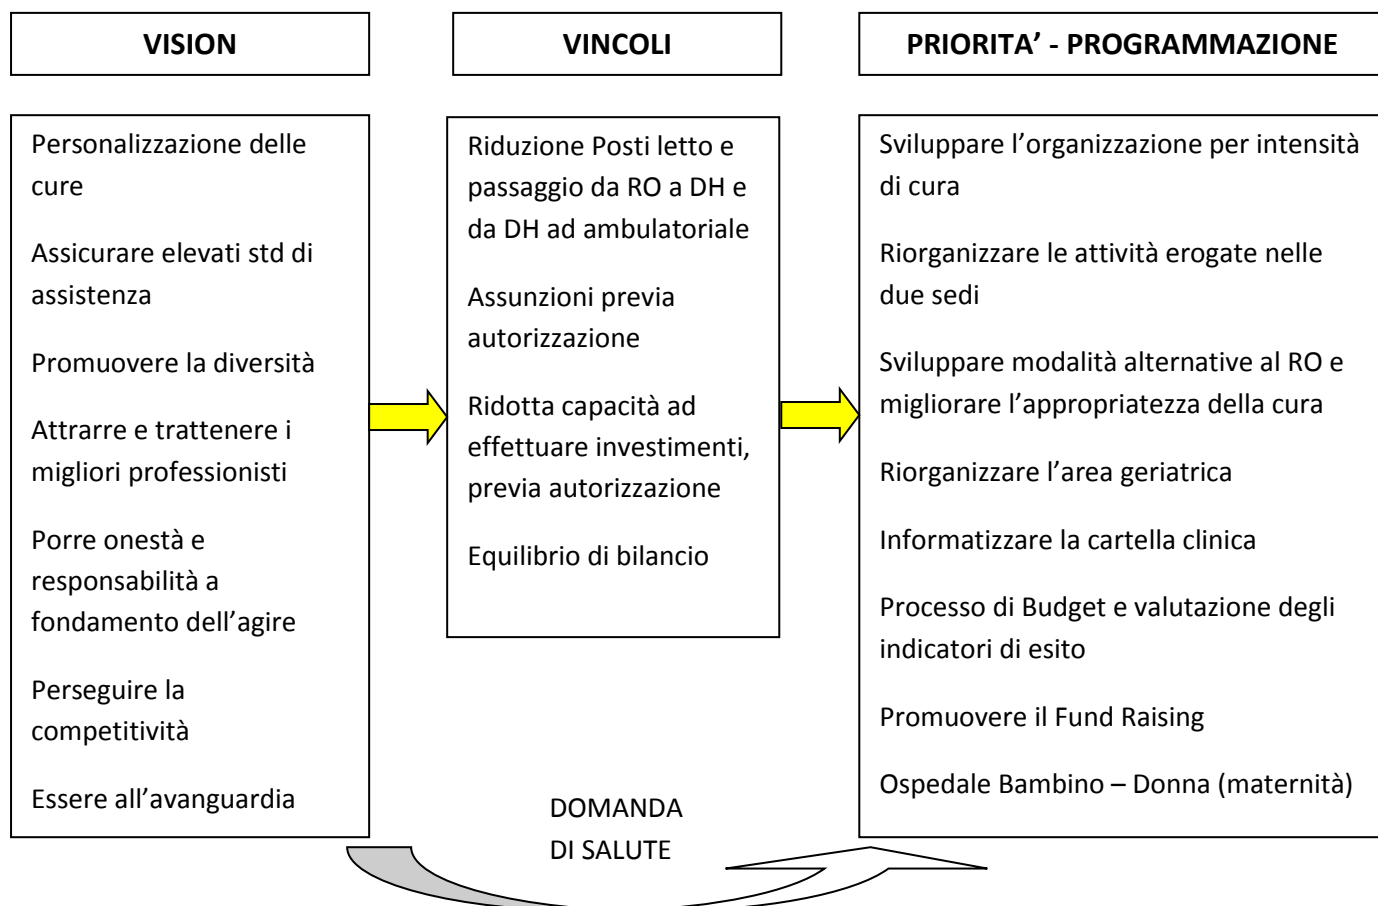 VISION
Personalizzazione delle
cure
Assicurare elevati std di
assistenza
Promuovere la diversità
Attrarre e trattenere i
migliori professionisti
Porre onestà e
responsabilità a
fondamento dell’agire
Perseguire la
competitività
Essere all’avanguardia
VINCOLI
Riduzione Posti letto e
passaggio da RO a DH e
da DH ad ambulatoriale
Assunzioni previa
autorizzazione
Ridotta capacità ad
effettuare investimenti,
previa autorizzazione
Equilibrio di bilancio
PRIORITA’ - PROGRAMMAZIONE
Sviluppare l’organizzazione per intensità
di cura
Riorganizzare le attività erogate nelle
due sedi
Sviluppare modalità alternative al RO e
migliorare l’appropriatezza della cura
Riorganizzare l’area geriatrica
Informatizzare la cartella clinica
Processo di Budget e valutazione degli
indicatori di esito
Promuovere il Fund Raising
Ospedale Bambino – Donna (maternità)
DOMANDA
DI SALUTE